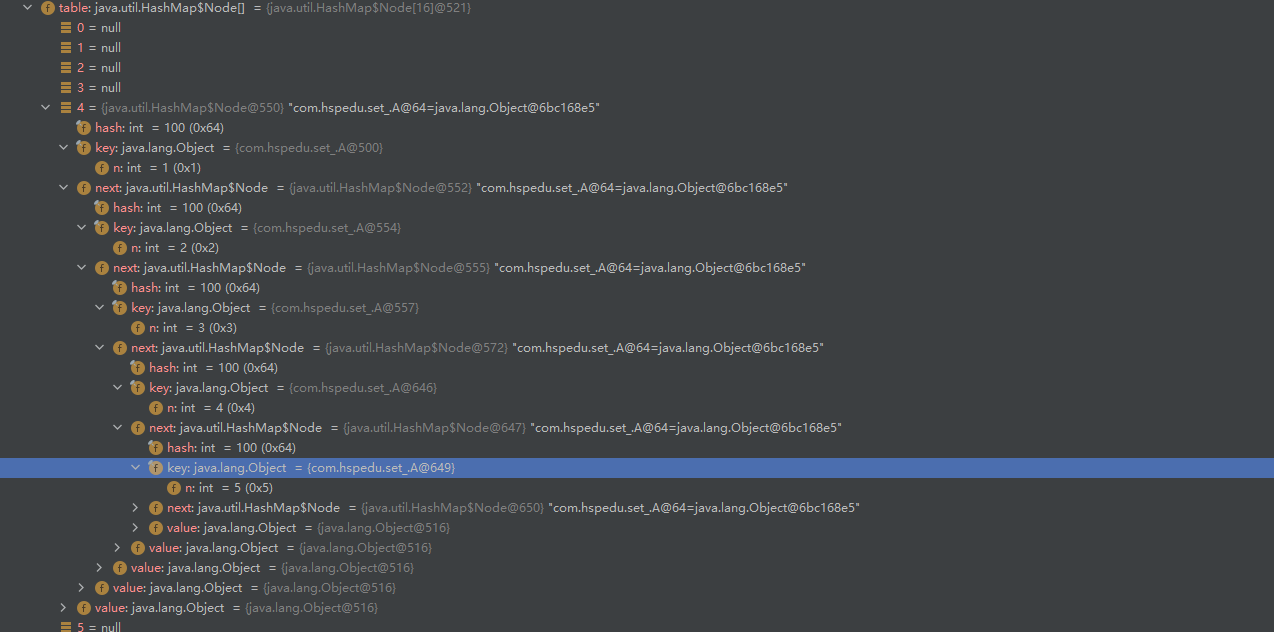 table: java.util.HashMap$Node[] = {java.util.HashMap$Node[16]@521}
0 = null
1 = null
2 = null
3 = null
4 = {java.util.HashMap$Node@550} "com.hspedu.set_.A@64=java.lang.Object@6bc168e5"
hash: int = 100 (0x64)
key: java.lang.Object = {com.hspedu.set_.A@500}
n: int = 1 (0x1)
next: java.util.HashMap$Node = {java.util.HashMap$Node@552} "com.hspedu.set_.A@64=java.lang.Object@6bc168e5"
hash: int = 100 (0x64)
key: java.lang.Object = {com.hspedu.set_.A@554}
n: int = 2 (0x2)
next: java.util.HashMap$Node = {java.util.HashMap$Node@555} "com.hspedu.set_.A@64=java.lang.Object@6bc168e5"
hash: int = 100 (0x64)
key: java.lang.Object = {com.hspedu.set_.A@557}
n: int = 3 (0x3)
next: java.util.HashMap$Node = {java.util.HashMap$Node@572} "com.hspedu.set_.A@64=java.lang.Object@6bc168e5"
hash: int = 100 (0x64)
key: java.lang.Object = {com.hspedu.set_.A@646}
n: int = 4 (0x4)
next: java.util.HashMap$Node = {java.util.HashMap$Node@647} "com.hspedu.set_.A@64=java.lang.Object@6bc168e5"
hash: int = 100 (0x64)
key: java.lang.Object = {com.hspedu.set_.A@649}
n: int = 5 (0x5)
next: java.util.HashMap$Node = {java.util.HashMap$Node@650} "com.hspedu.set_.A@64=java.lang.Object@6bc168e5"
value: java.lang.Object = {java.lang.Object@516}
value: java.lang.Object = {java.lang.Object@516}
value: java.lang.Object = {java.lang.Object@516}
value: java.lang.Object = {java.lang.Object@516}
value: java.lang.Object = {java.lang.Object@516}
5 = null